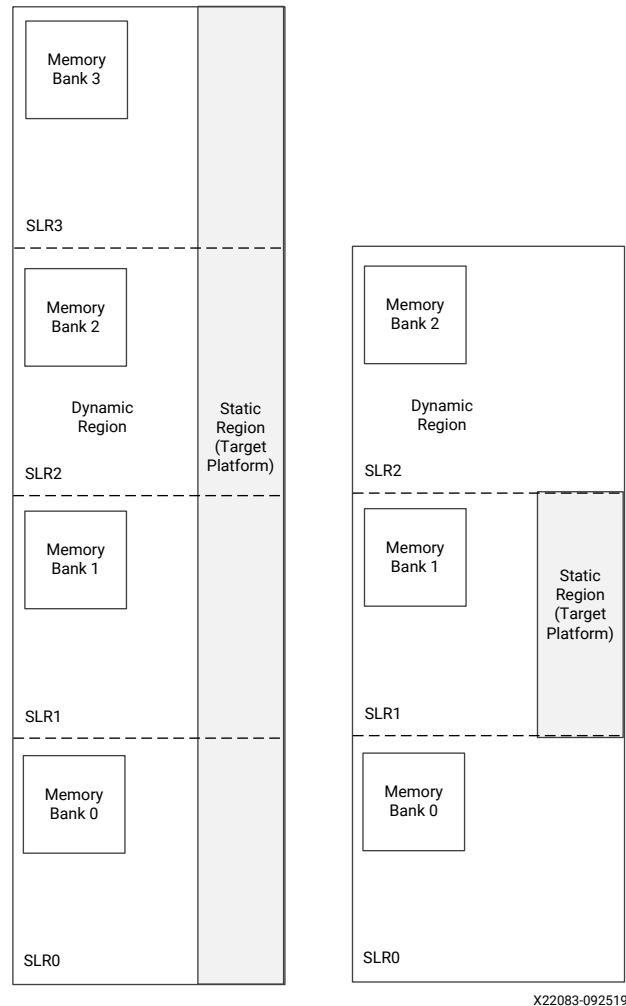 Memory
Bank 3
SLR3
Memory
Bank 2
Dynamic
Region
Static
Region
(Target
Platform)
SLR2
Memory
Bank 1
SLR1
Memory
Bank 0
SLR0
Memory
Bank 2
Dynamic
Region
SLR2
Memory
Bank 1
Static
Region
(Target
Platform)
SLR1
Memory
Bank 0
SLR0
X22083-092519